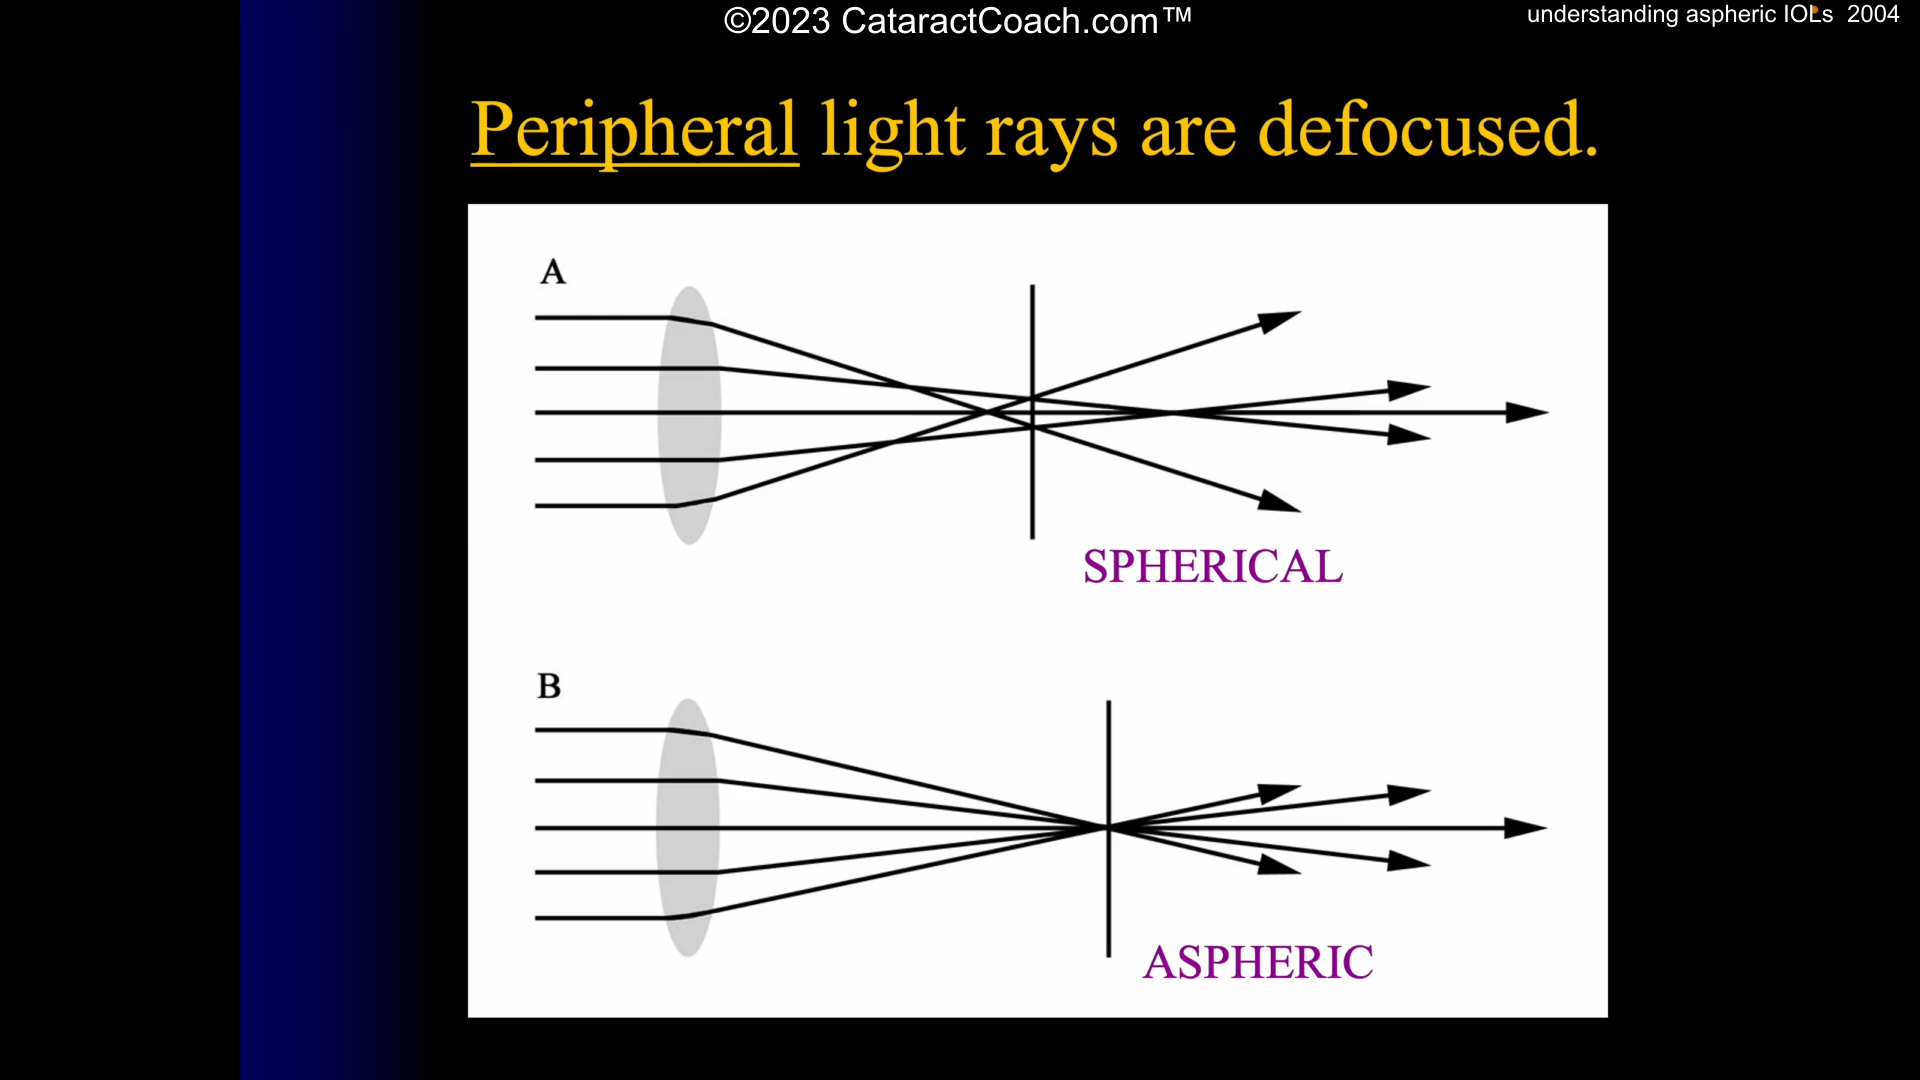 ©2023 CataractCoach.com™
understanding aspheric IOLs 2004
Peripheral light rays are defocused.
A
SPHERICAL
B
ASPHERIC